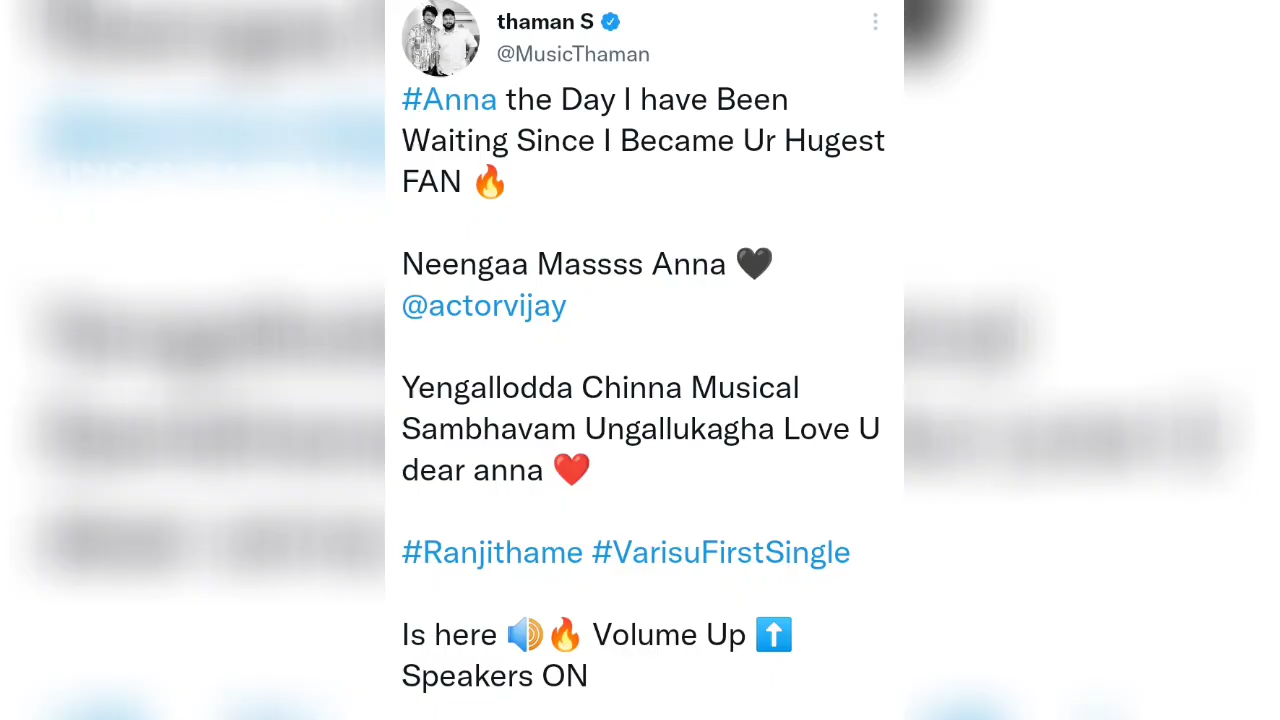 thaman S
@MusicThaman
#Anna the Day I have Been
Waiting Since I Became Ur Hugest
FAN 🔥
Neengaa Massss Anna 🖤
@actorvijay
Yengallodda Chinna Musical
Sambhavam Ungallukagha Love U
dear anna ❤️
#Ranjithame #VarisuFirstSingle
Is here 🔊🔥 Volume Up ⬆️
Speakers ON